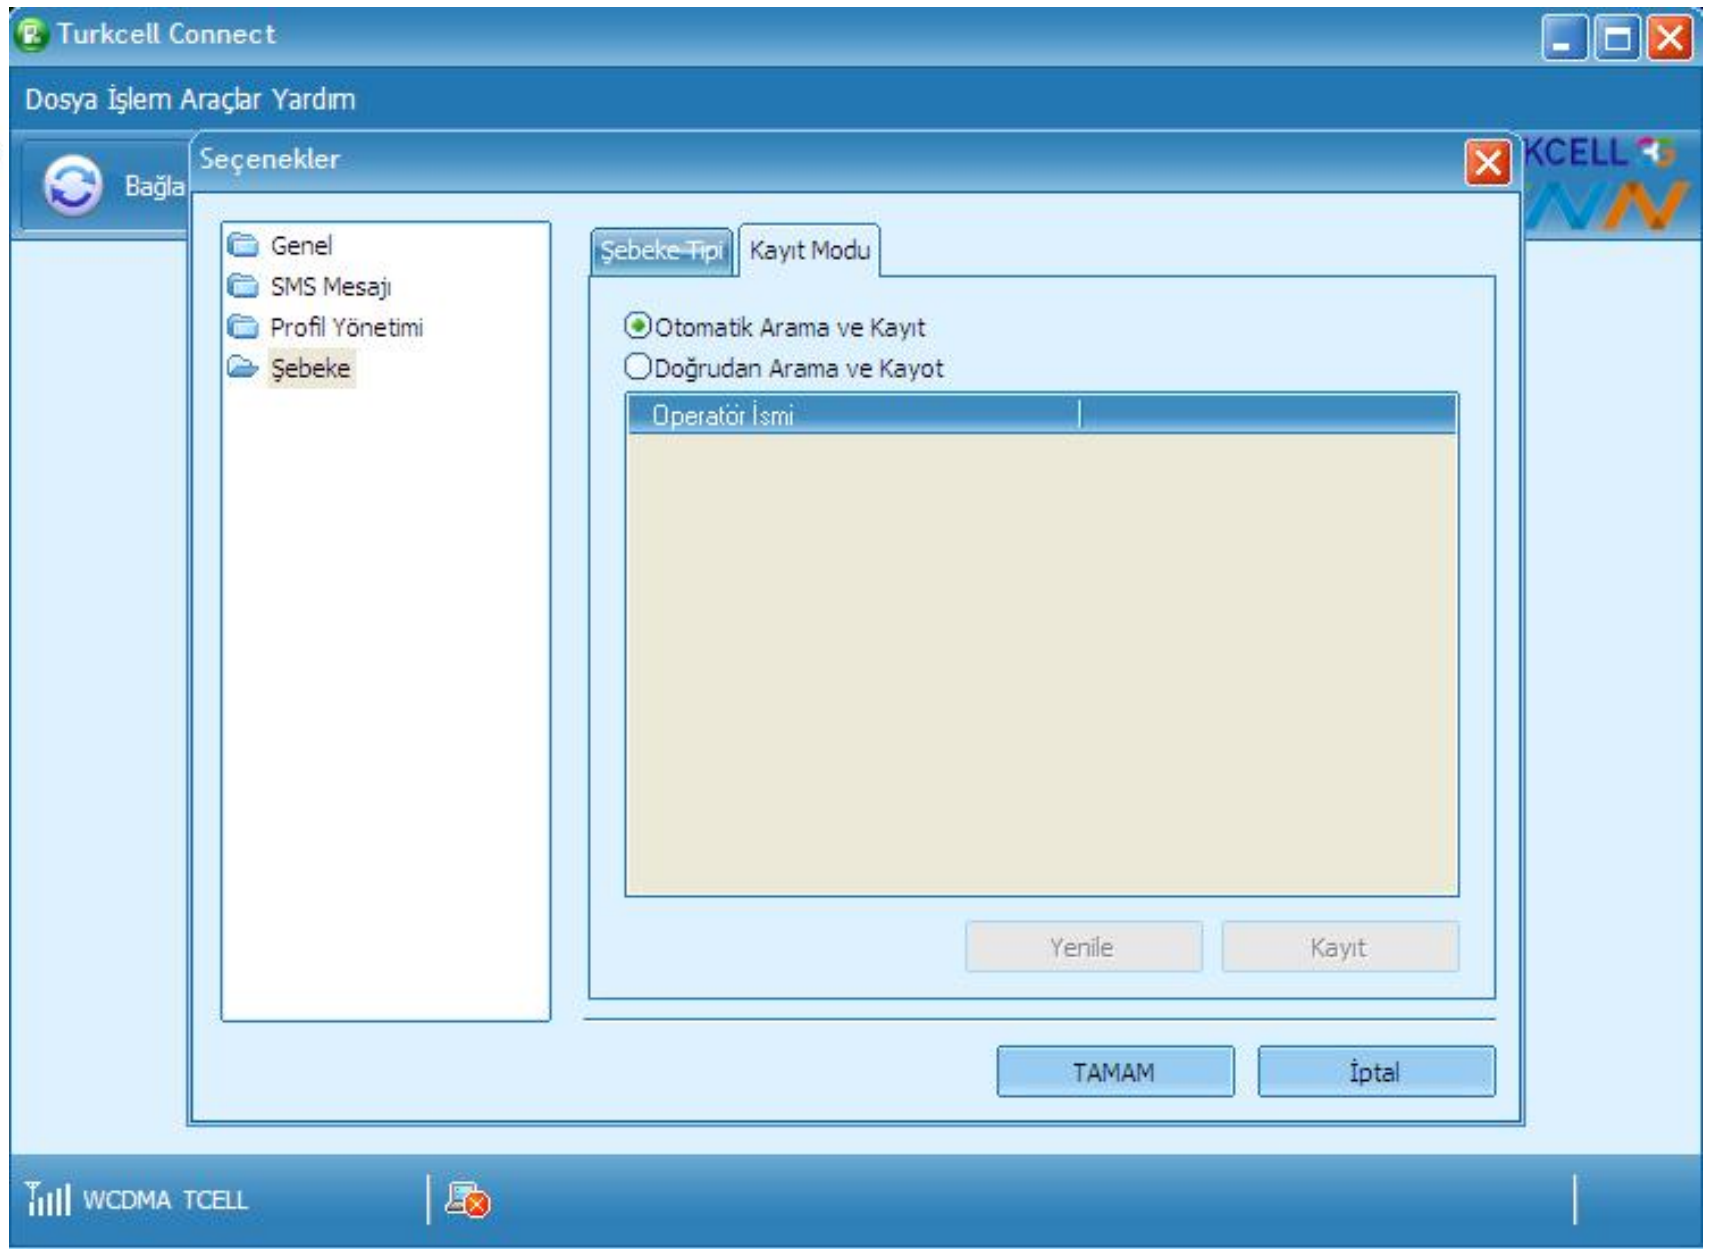 Turkcell Connect
Dosya İşlem Araçlar Yardım
Bağla
KCELL 3G
Seçenekler
Genel
SMS Mesajı
Profil Yönetimi
Şebeke
Şebeke Tipi
Kayıt Modu
Otomatik Arama ve Kayıt
Doğrudan Arama ve Kayot
Operatör İsmi
Yenile
Kayıt
TAMAM
İptal
WCDMA TCELL